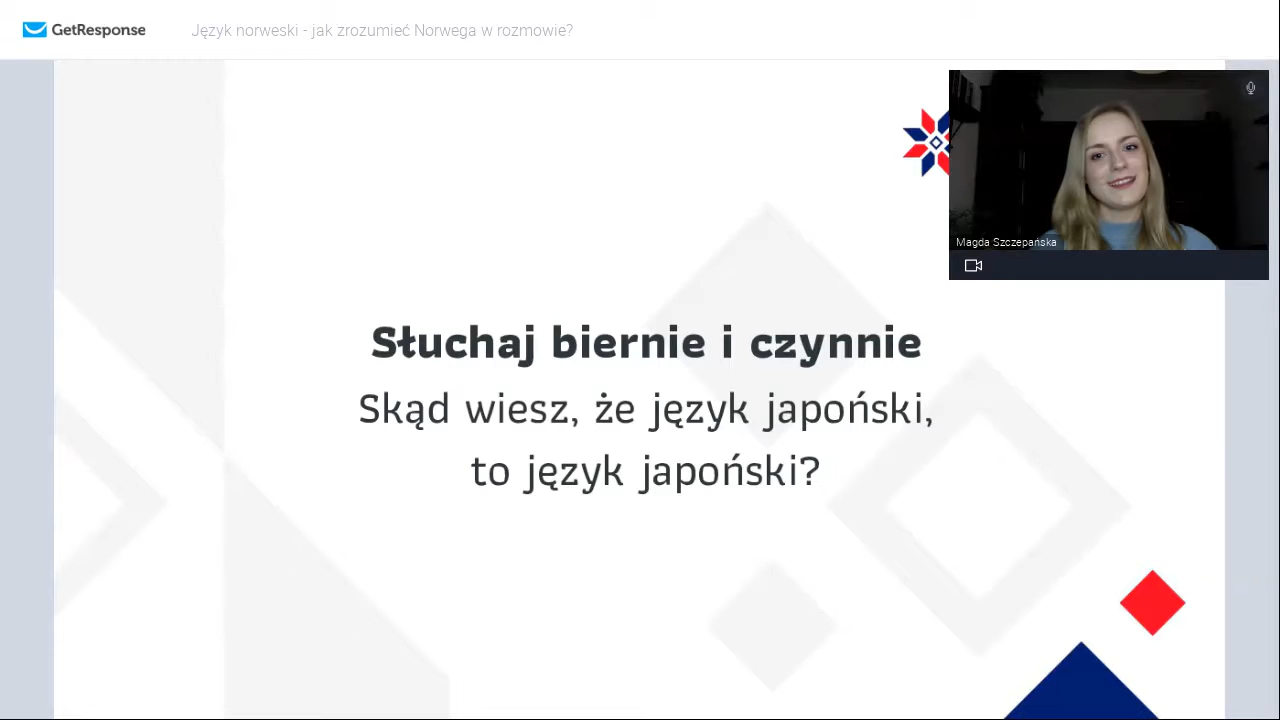 GetResponse
Język norweski - jak zrozumieć Norwega w rozmowie?
Magda Szczepańska
Słuchaj biernie i czynnie
Skąd wiesz, że język japoński,
to język japoński?